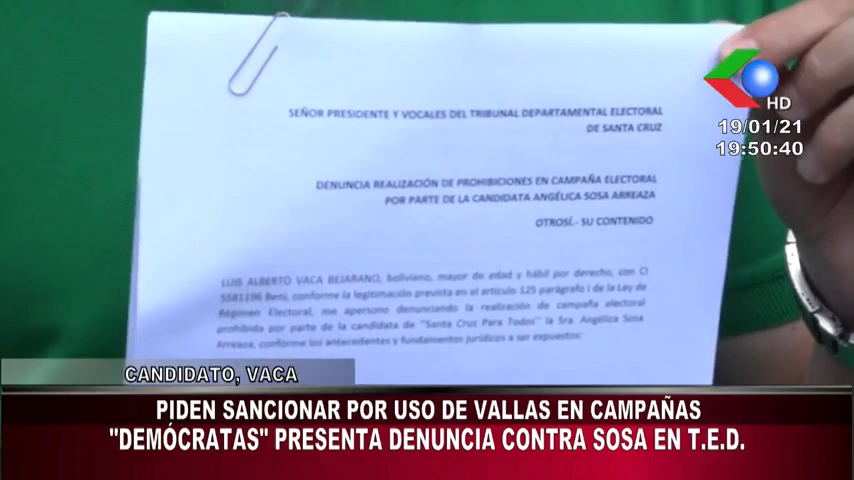 SEÑOR PRESIDENTE Y VOCALES DEL TRIBUNAL DEPARTAMENTAL ELECTORAL
DE SANTA CRUZ
DENUNCIA REALIZACIÓN DE PROHIBICIONES EN CAMPAÑA ELECTORAL
POR PARTE DE LA CANDIDATA ANGÉLICA SOSA ARREAZA
OTROSÍ.- SU CONTENIDO
LUIS ALBERTO VACA BEJARANO, boliviano, mayor de edad y hábil por derecho, con CI
5581196 Beni, conforme la legitimación prevista en el artículo 125 parágrafo I de la Ley de
Régimen Electoral, me apersono denunciando la realización de campaña electoral
prohibida por parte de la candidata de "Santa Cruz Para Todos" la Sra. Angélica Sosa
Arreaza, conforme los antecedentes y fundamentos jurídicos a ser expuestos:
HD
19/01/21
19:50:40
CANDIDATO, VACA
PIDEN SANCIONAR POR USO DE VALLAS EN CAMPAÑAS
"DEMÓCRATAS" PRESENTA DENUNCIA CONTRA SOSA EN T.E.D.